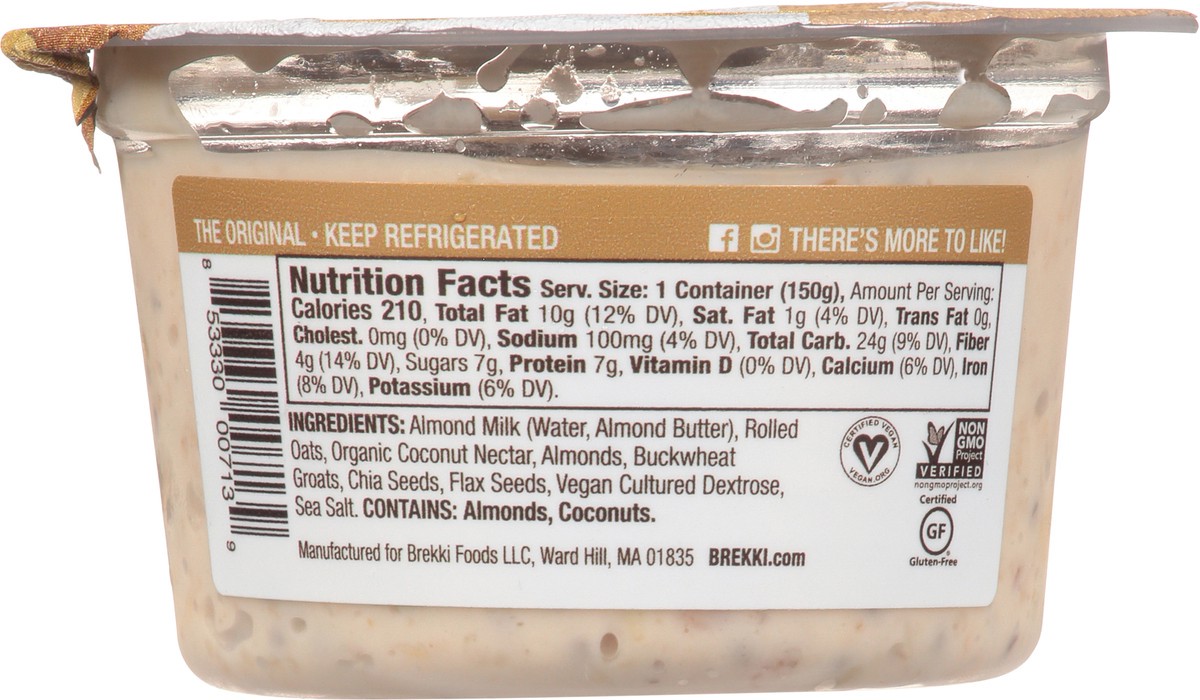 THE ORIGINAL • KEEP REFRIGERATED
THERE'S MORE TO LIKE!
Nutrition Facts Serv. Size: 1 Container (150g), Amount Per Serving:
Calories 210, Total Fat 10g (12% DV), Sat. Fat 1g (4% DV), Trans Fat 0g,
Cholest. 0mg (0% DV), Sodium 100mg (4% DV), Total Carb. 24g (9% DV), Fiber
4g (14% DV), Sugars 7g, Protein 7g, Vitamin D (0% DV), Calcium (6% DV), Iron
(8% DV), Potassium (6% DV).
INGREDIENTS: Almond Milk (Water, Almond Butter), Rolled
Oats, Organic Coconut Nectar, Almonds, Buckwheat
Groats, Chia Seeds, Flax Seeds, Vegan Cultured Dextrose,
Sea Salt. CONTAINS: Almonds, Coconuts.
Manufactured for Brekki Foods LLC, Ward Hill, MA 01835 BREKKI.com
8 53330 00713 9
CERTIFIED VEGAN
VEGAN.ORG
NON
GMO
Project
VERIFIED
nongmoproject.org
Certified
GF
Gluten-Free